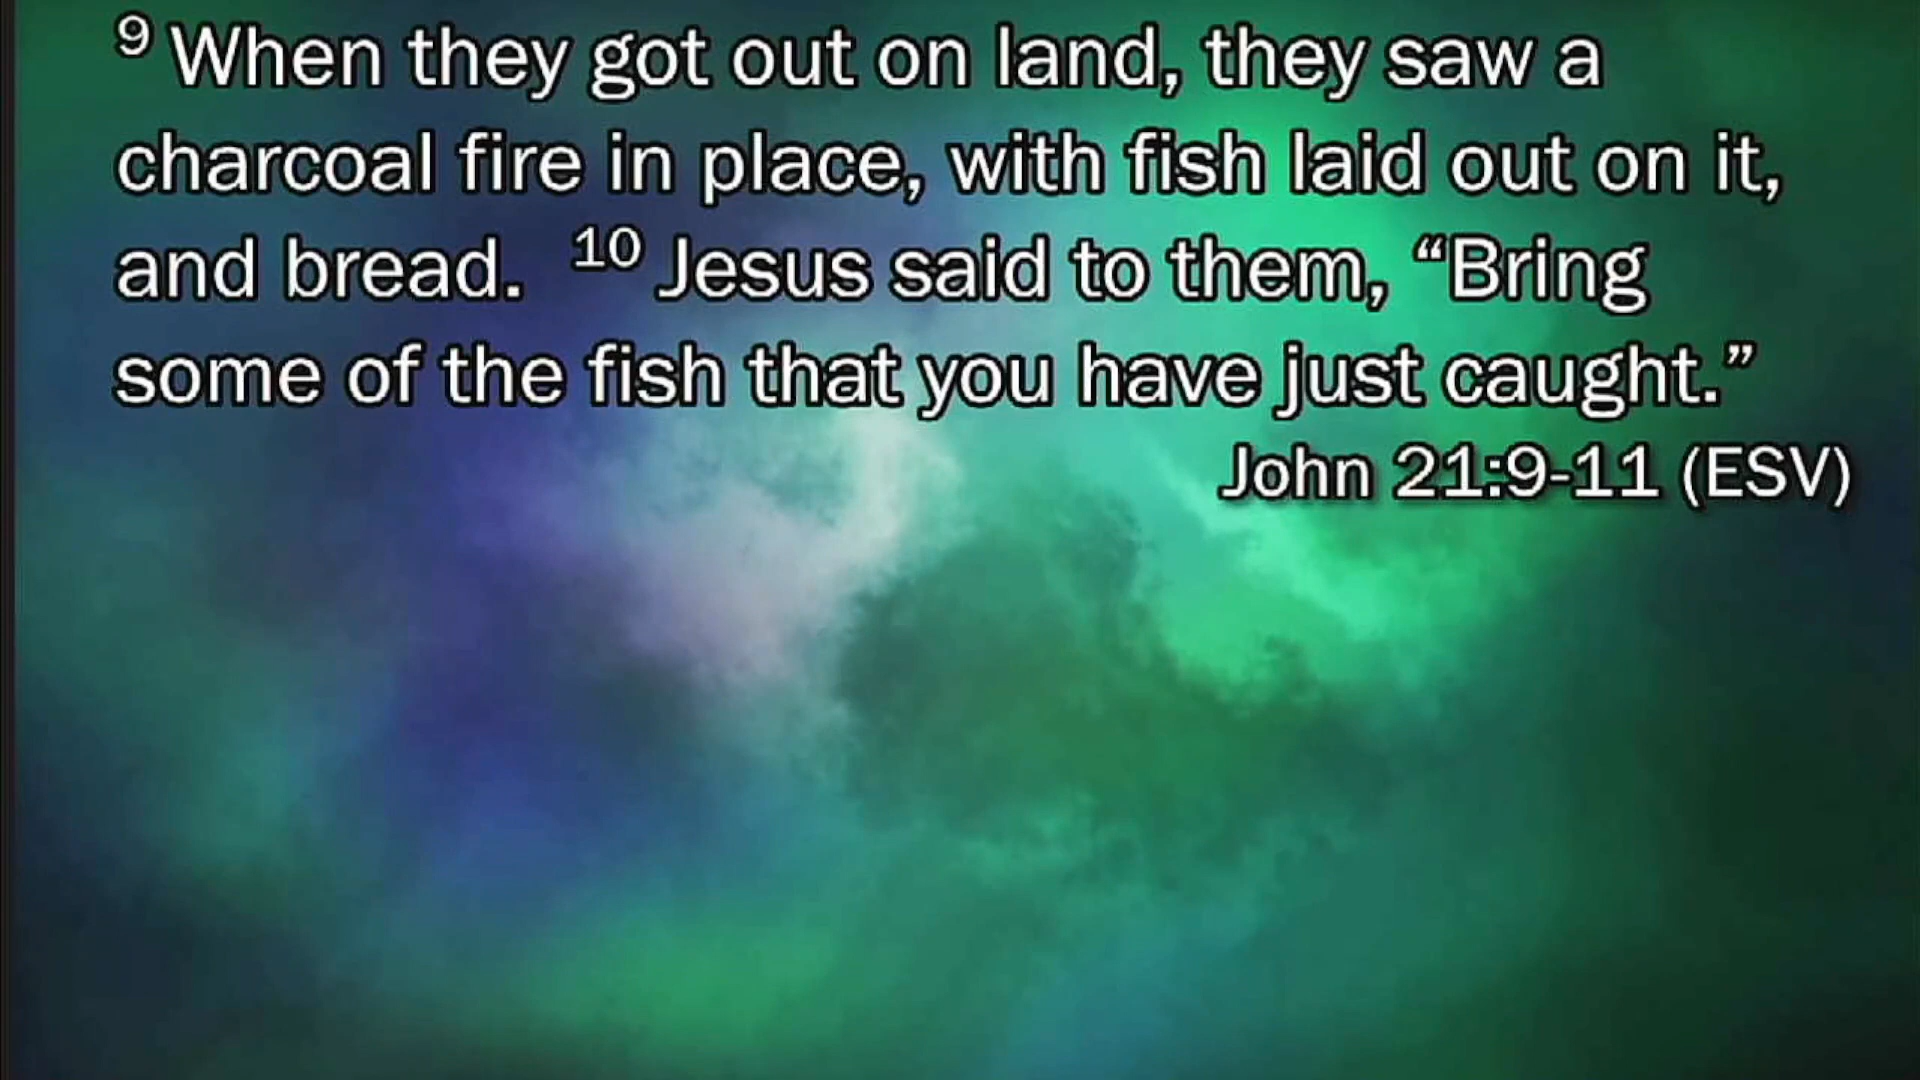 9 When they got out on land, they saw a
charcoal fire in place, with fish laid out on it,
and bread. 10 Jesus said to them, “Bring
some of the fish that you have just caught.”
John 21:9-11 (ESV)